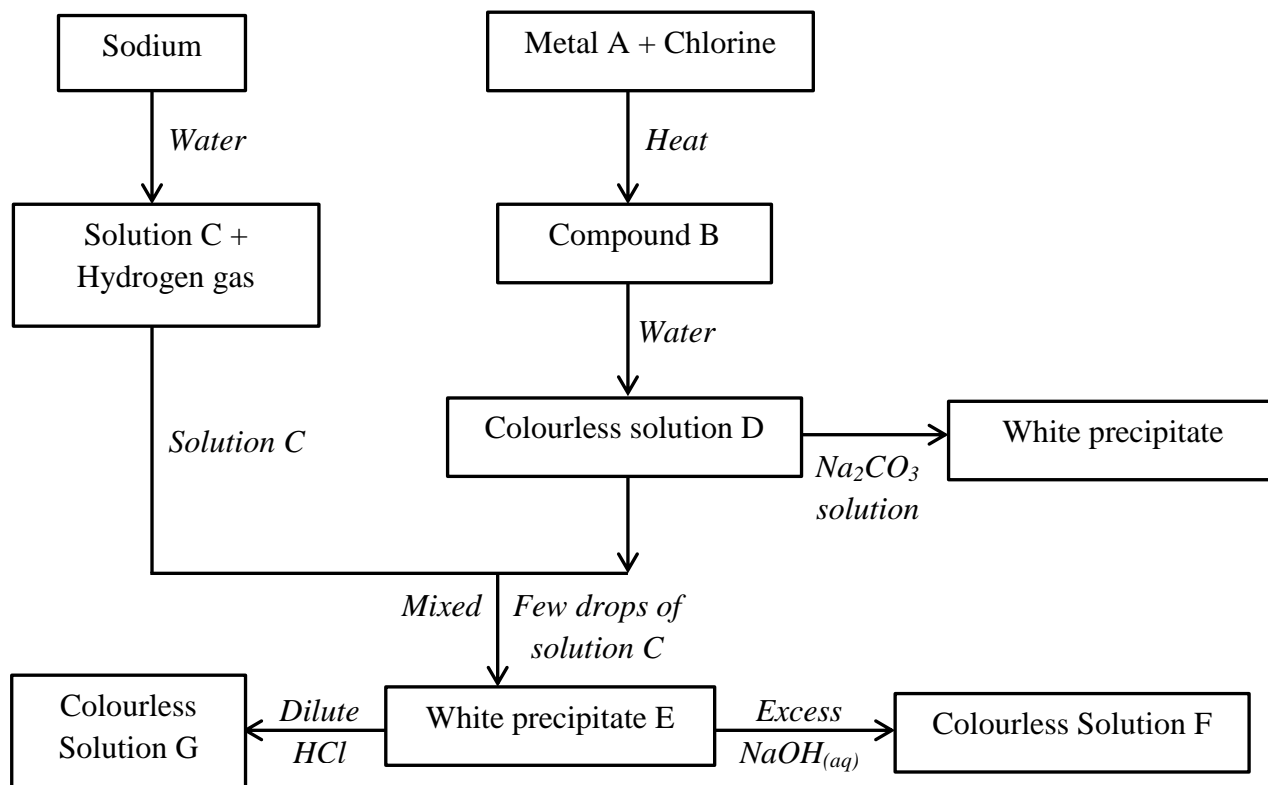 Sodium
Metal A + Chlorine
Water
Heat
Solution C +
Hydrogen gas
Compound B
Water
Solution C
Colourless solution D
White precipitate
Na₂CO₃
solution
Mixed
Few drops of
solution C
Colourless
Solution G
Dilute
HCl
White precipitate E
Excess
NaOH(aq)
Colourless Solution F